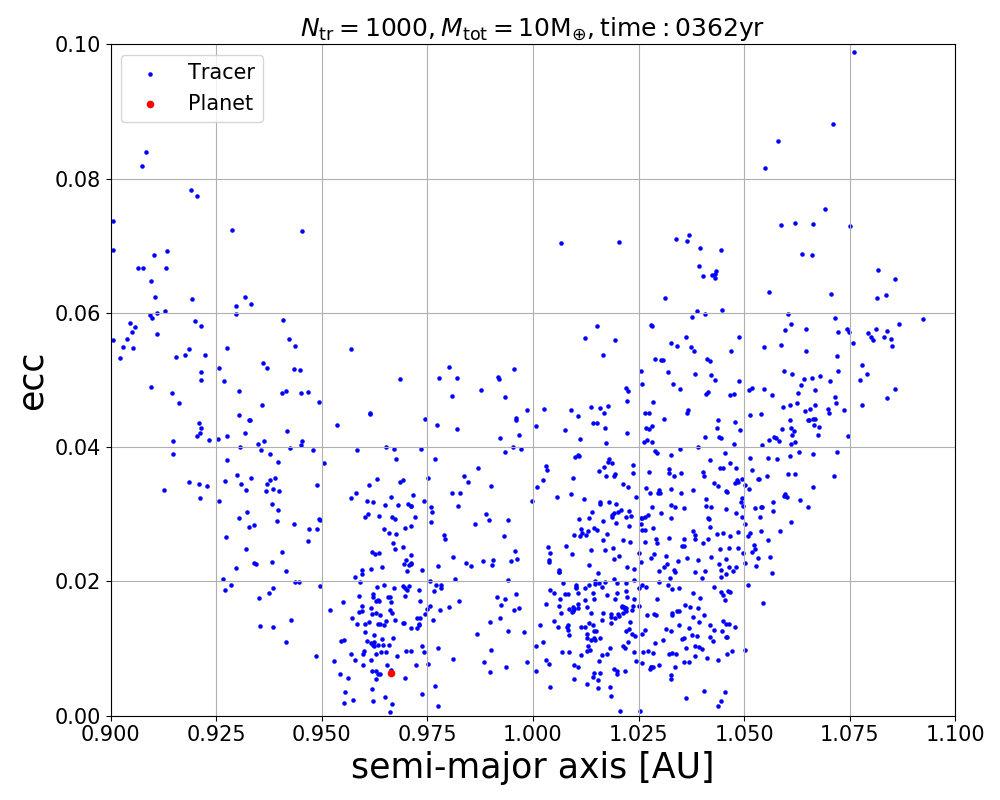 N_tr = 1000, M_tot = 10M_⊕, time : 0362yr
Tracer
Planet
ecc
0.10
0.08
0.06
0.04
0.02
0.00
0.900 0.925 0.950 0.975 1.000 1.025 1.050 1.075 1.100
semi-major axis [AU]